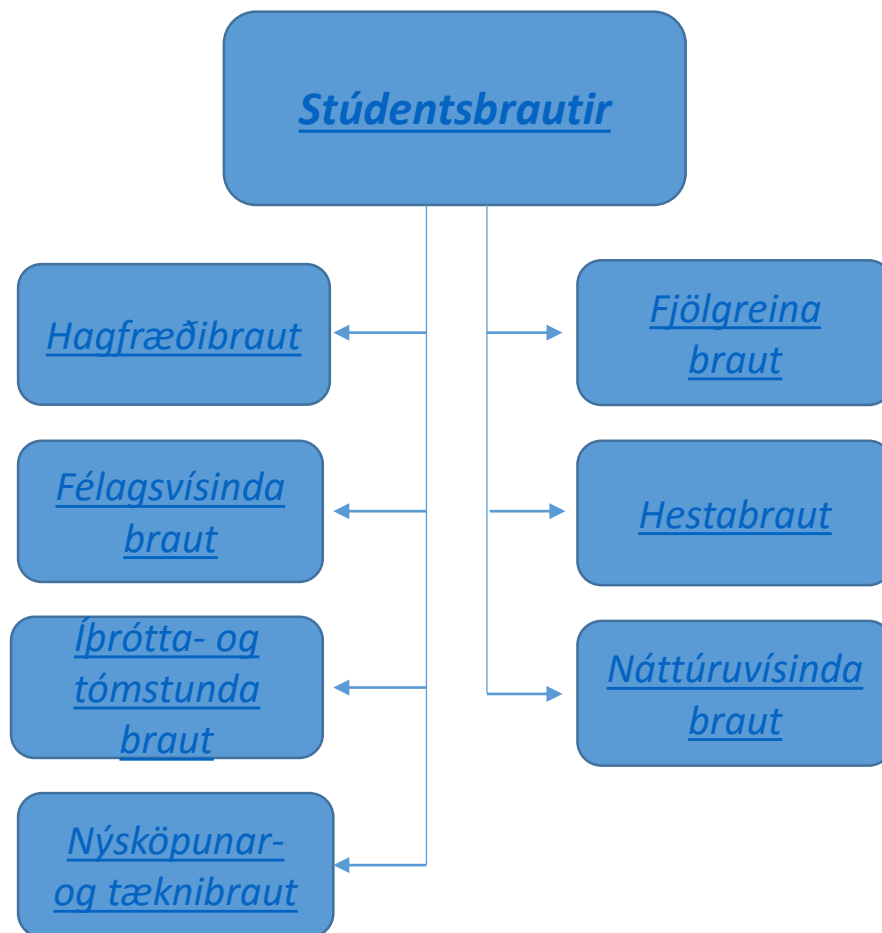 Stúdentsbrautir
Hagfræðibraut
Félagsvísinda
braut
Íþrótta- og
tómstunda
braut
Nýsköpunar-
og tæknibraut
Fjölgreina
braut
Hestabraut
Náttúruvísinda
braut